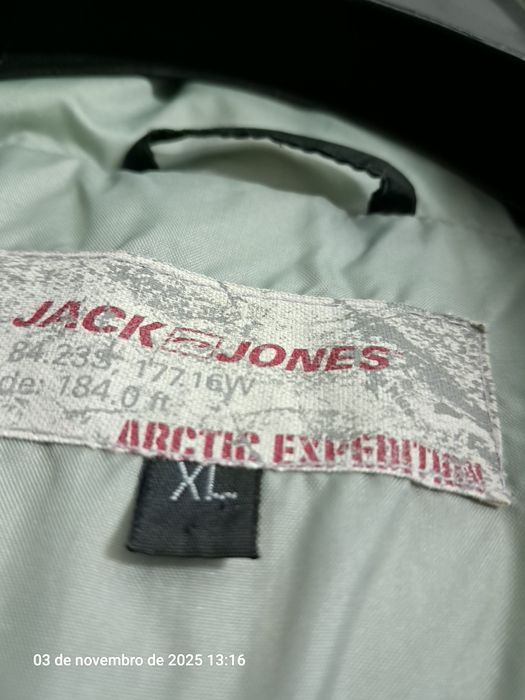 JACK JONES
84.23S 177.16W
de: 184.0 ft
ARCTIC EXPEDITION
XL
03 de novembro de 2025 13:16